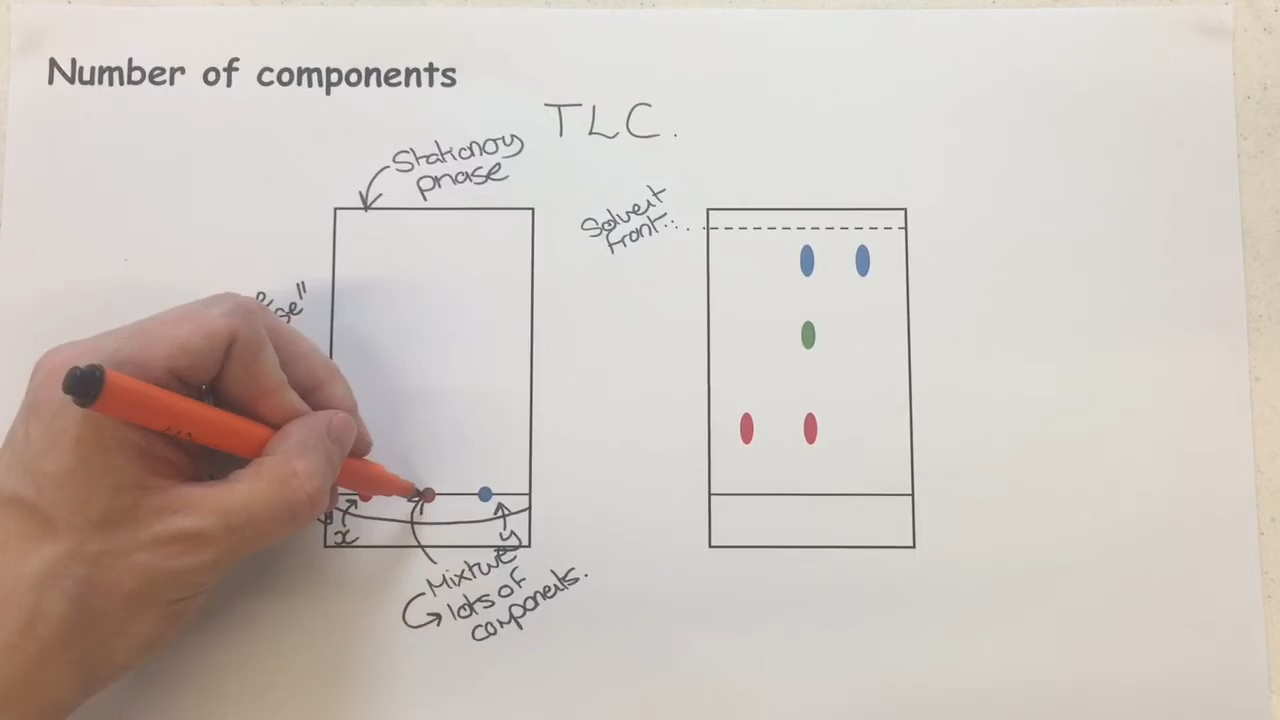 Number of components
TLC.
Stationary
phase
Solvent
front
x
y
Mixture
lots of
components.